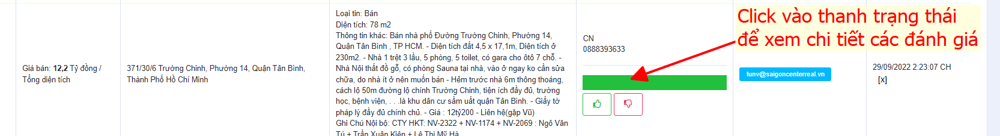 Giá bán: 12,2 Tỷ đồng /
Tổng diện tích
371/30/6 Trường Chinh, Phường 14, Quận Tân Bình,
Thành Phố Hồ Chí Minh
Loại tin: Bán
Diện tích: 78 m2
Thông tin khác: Bán nhà phố Đường Trường Chinh, Phường 14,
Quận Tân Bình , TP HCM. - Diện tích đất 4,5 x 17,1m, Diện tích ở
230m2. - Nhà 1 trệt 3 lầu, 5 phòng, 5 toilet, có gara cho ôtô 7 chỗ. -
Nhà Nội thất đồ gỗ, có phòng Sauna tại nhà, vào ở ngay ko cần sửa
chữa, do nhà ít ở nên muốn bán - Hẻm trước nhà 6m thông thoáng,
cách lộ 50m đường lộ chính Trường Chinh, tiện ích đầy đủ, trường
học, bệnh viện, . . .là khu dân cư sầm uất quận Tân Bình. - Giấy tờ
pháp lý đầy đủ chính chủ. - Giá : 12tỷ200 - Liên hệ(gặp Vũ)
Ghi Chú Nội bộ: CTY HKT: NV-2322 + NV-1174 + NV-2069 : Ngô Văn
Tú + Trần Xuân Kiên + Lê Thị Mỹ Hà
CN
0888393633
Click vào thanh trạng thái
để xem chi tiết các đánh giá
tunv@saigoncenterreal.vn
29/09/2022 2:23:07 CH
[x]